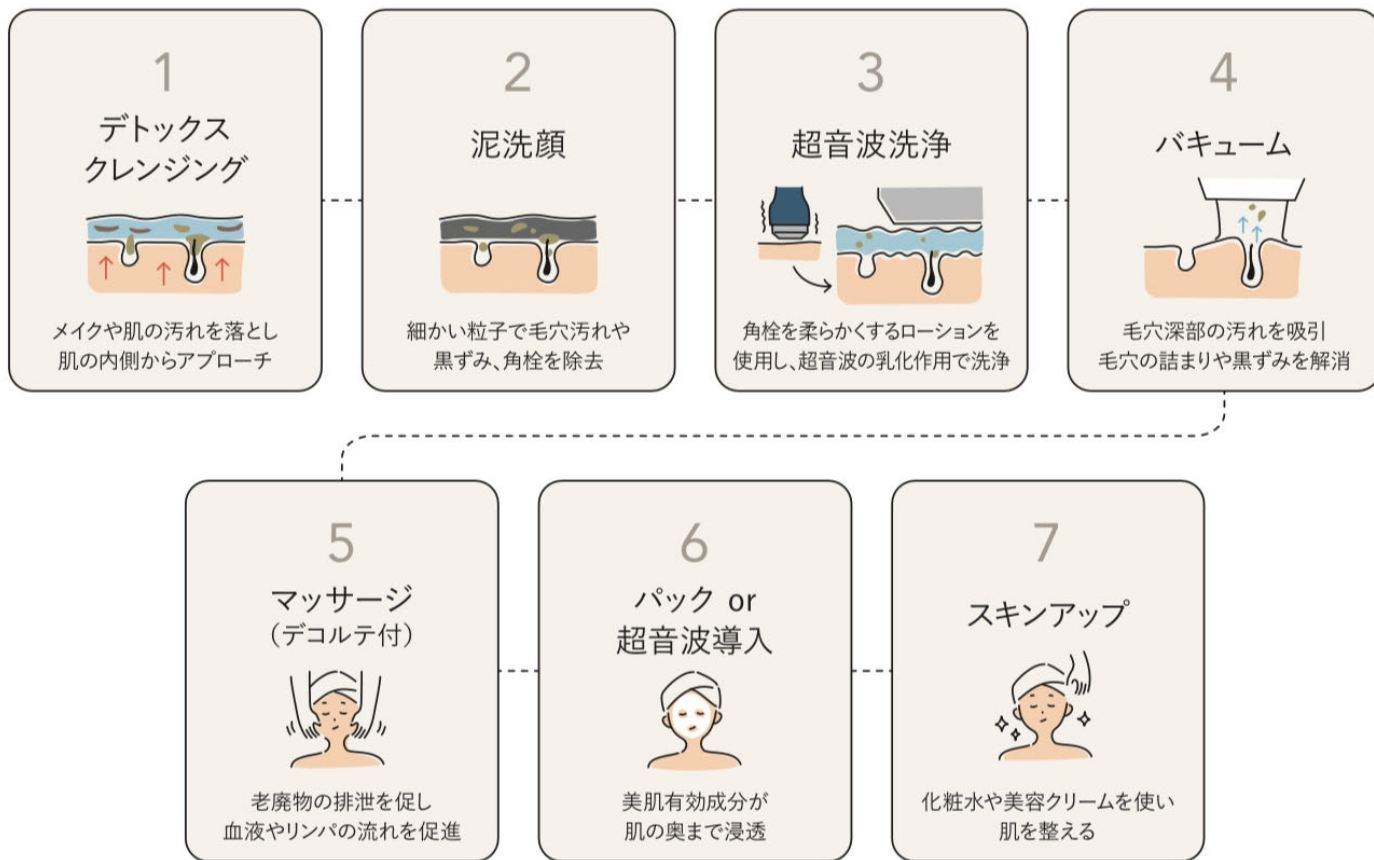 1
デトックス
クレンジング
メイクや肌の汚れを落とし
肌の内側からアプローチ
2
泥洗顔
細かい粒子で毛穴汚れや
黒ずみ、角栓を除去
3
超音波洗浄
角栓を柔らかくするローションを
使用し、超音波の乳化作用で洗浄
4
バキューム
毛穴深部の汚れを吸引
毛穴の詰まりや黒ずみを解消
5
マッサージ
（デコルテ付）
老廃物の排泄を促し
血液やリンパの流れを促進
6
パック or
超音波導入
美肌有効成分が
肌の奥まで浸透
7
スキンアップ
化粧水や美容クリームを使い
肌を整える